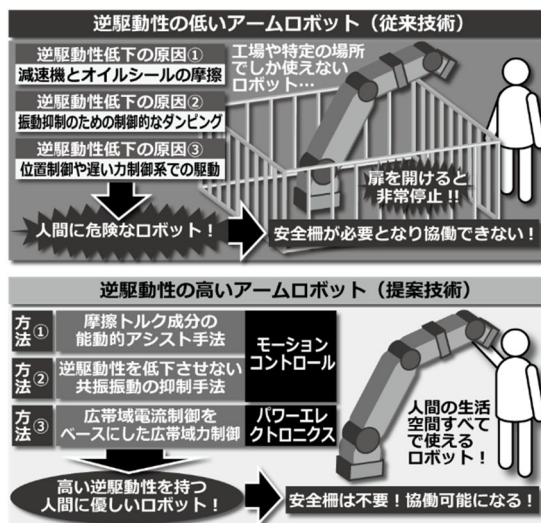 逆駆動性の低いアームロボット（従来技術）
逆駆動性低下の原因①
減速機とオイルシールの摩擦
逆駆動性低下の原因②
振動抑制のための制御的なダンピング
逆駆動性低下の原因③
位置制御や遅い力制御系での駆動
工場や特定の場所
でしか使えない
ロボット…
扉を開けると
非常停止！！
人間に危険なロボット！
安全柵が必要となり協働できない！
逆駆動性の高いアームロボット（提案技術）
方法①
摩擦トルク成分の
能動的アシスト手法
方法②
逆駆動性を低下させない
共振振動の抑制手法
モーション
コントロール
方法③
広帯域電流制御を
ベースにした広帯域力制御
パワーエレ
クトロニクス
人間の生活
空間すべて
で使える
ロボット！
高い逆駆動性を持つ
人間に優しいロボット！
安全柵は不要！協働可能になる！